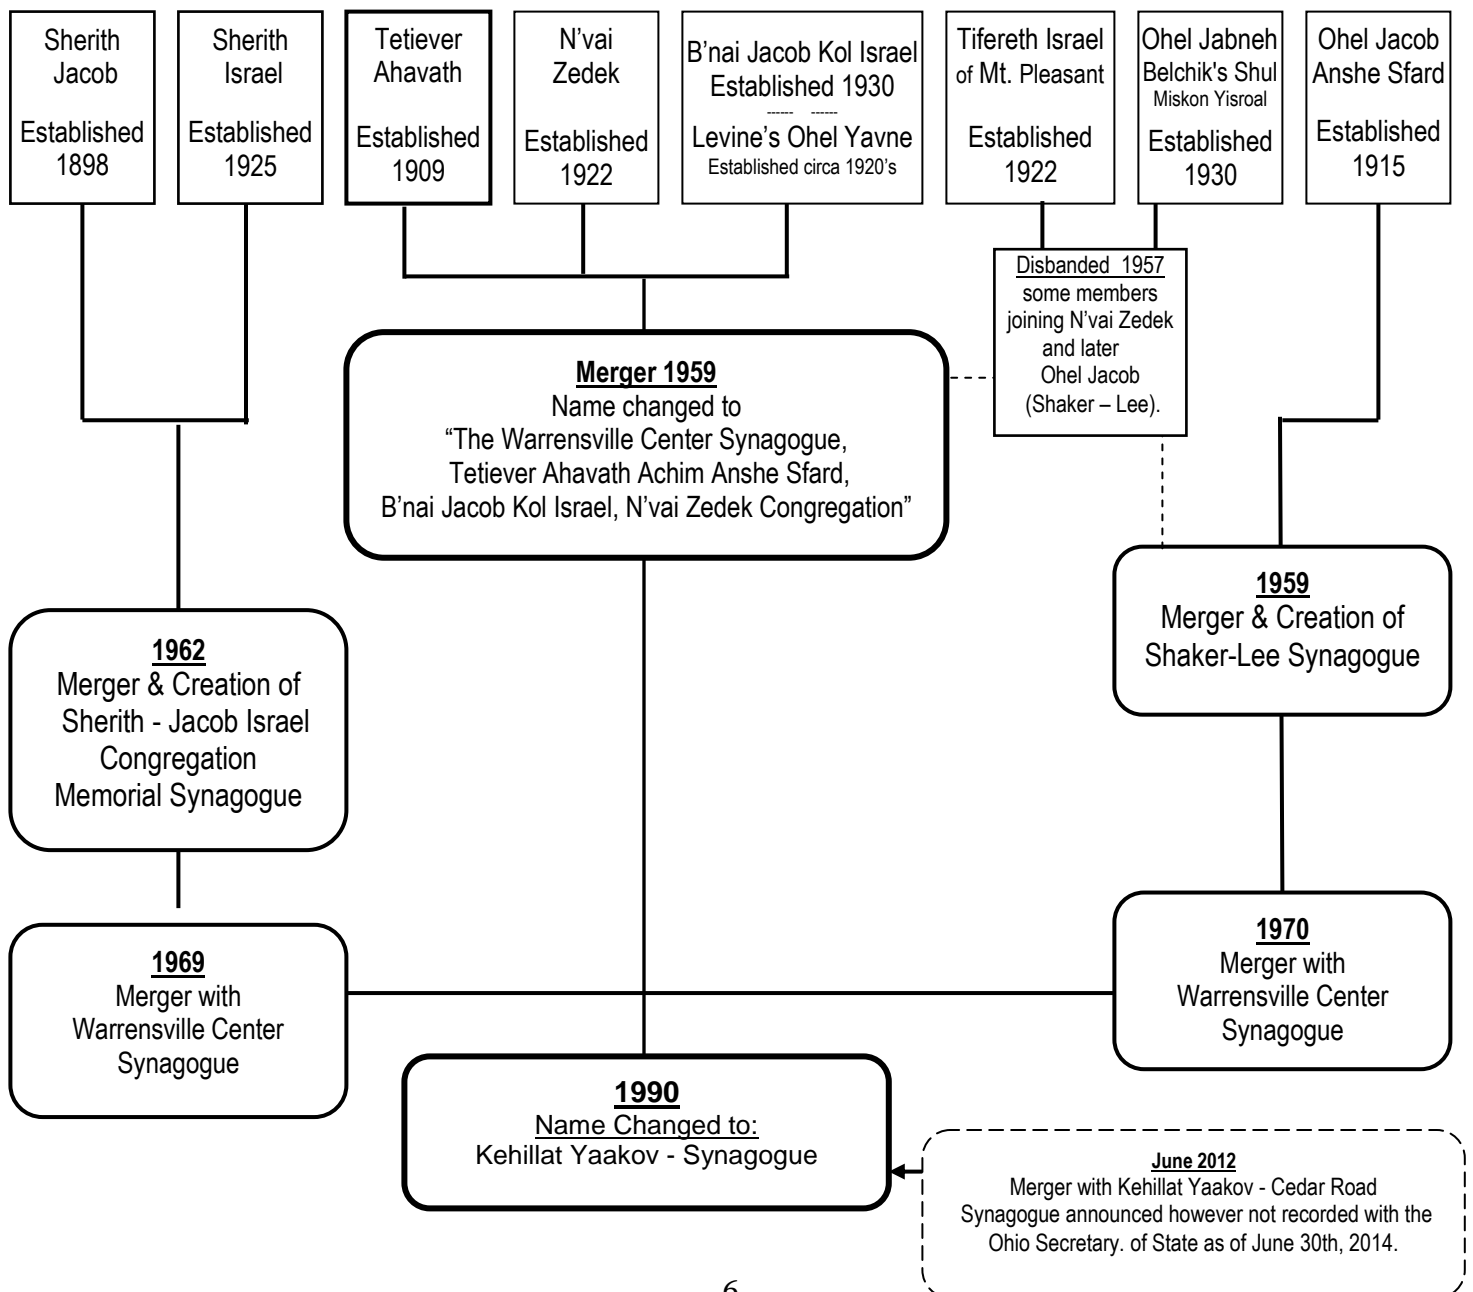 Sherith
Jacob
Established
1898
Sherith
Israel
Established
1925
Tetiever
Ahavath
Established
1909
N’vai
Zedek
Established
1922
B’nai Jacob Kol Israel
Established 1930
------ ------
Levine’s Ohel Yavne
Established circa 1920’s
Tifereth Israel
of Mt. Pleasant
Established
1922
Ohel Jabneh
Belchik's Shul
Miskon Yisroal
Established
1930
Ohel Jacob
Anshe Sfard
Established
1915
Disbanded 1957
some members
joining N’vai Zedek
and later
Ohel Jacob
(Shaker – Lee).
Merger 1959
Name changed to
“The Warrensville Center Synagogue,
Tetiever Ahavath Achim Anshe Sfard,
B’nai Jacob Kol Israel, N’vai Zedek Congregation”
1959
Merger & Creation of
Shaker-Lee Synagogue
1962
Merger & Creation of
Sherith - Jacob Israel
Congregation
Memorial Synagogue
1969
Merger with
Warrensville Center
Synagogue
1970
Merger with
Warrensville Center
Synagogue
1990
Name Changed to:
Kehillat Yaakov - Synagogue
June 2012
Merger with Kehillat Yaakov - Cedar Road
Synagogue announced however not recorded with the
Ohio Secretary. of State as of June 30th, 2014.
6